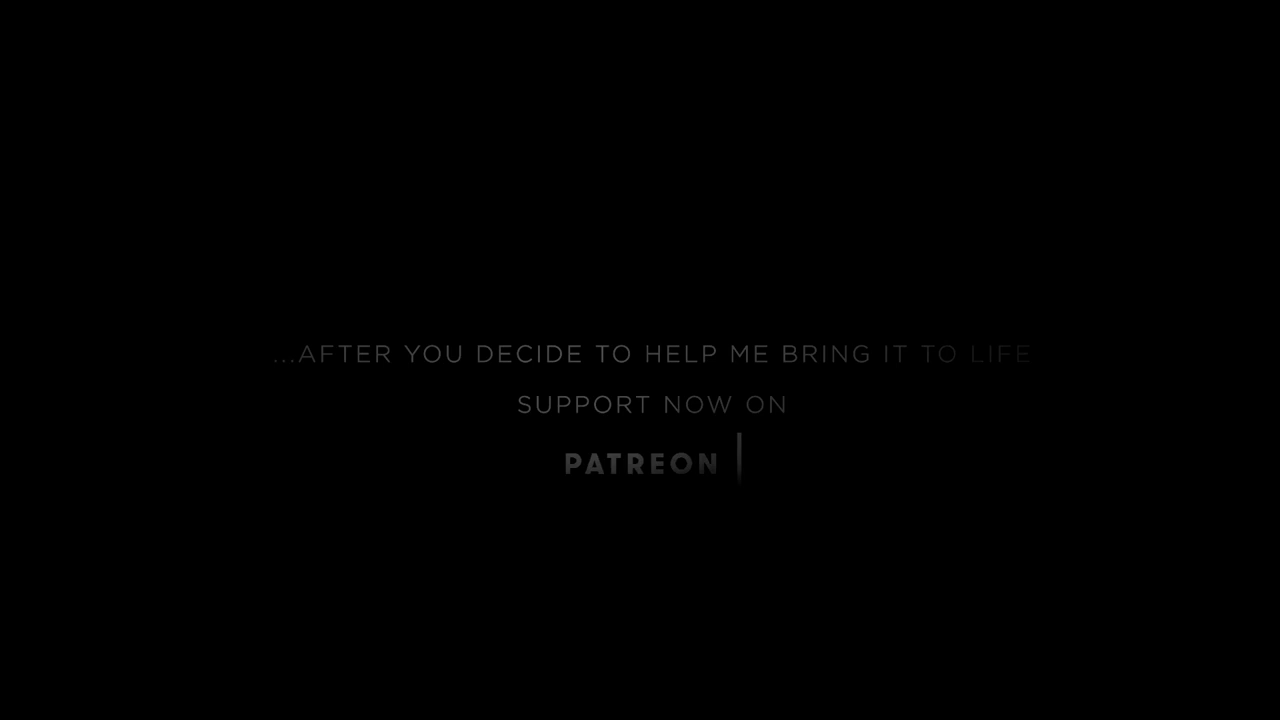 ...AFTER YOU DECIDE TO HELP ME BRING IT TO LIFE
SUPPORT NOW ON
PATREON